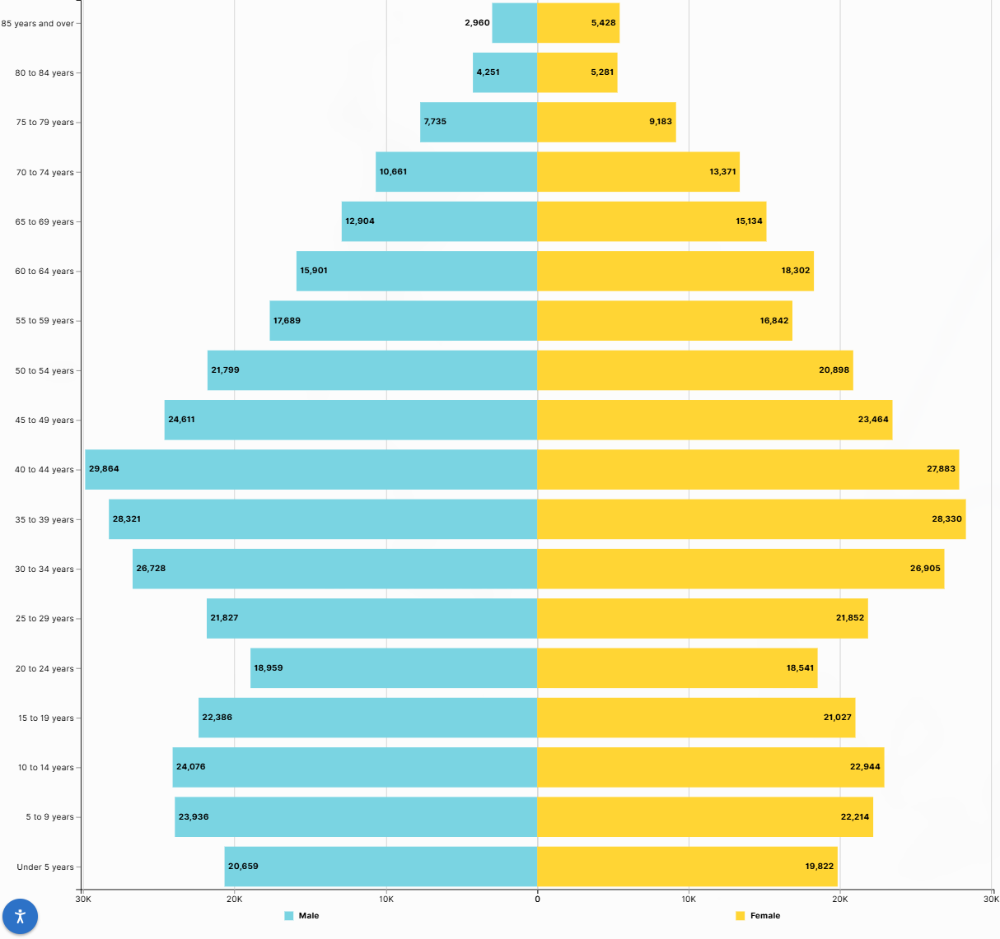 85 years and over 2,960 5,428
80 to 84 years 4,251 5,281
75 to 79 years 7,735 9,183
70 to 74 years 10,661 13,371
65 to 69 years 12,904 15,134
60 to 64 years 15,901 18,302
55 to 59 years 17,689 16,842
50 to 54 years 21,799 20,898
45 to 49 years 24,611 23,464
40 to 44 years 29,864 27,883
35 to 39 years 28,321 28,330
30 to 34 years 26,728 26,905
25 to 29 years 21,827 21,852
20 to 24 years 18,959 18,541
15 to 19 years 22,386 21,027
10 to 14 years 24,076 22,944
5 to 9 years 23,936 22,214
Under 5 years 20,659 19,822
30K 20K 10K 0 10K 20K 30K
Male Female